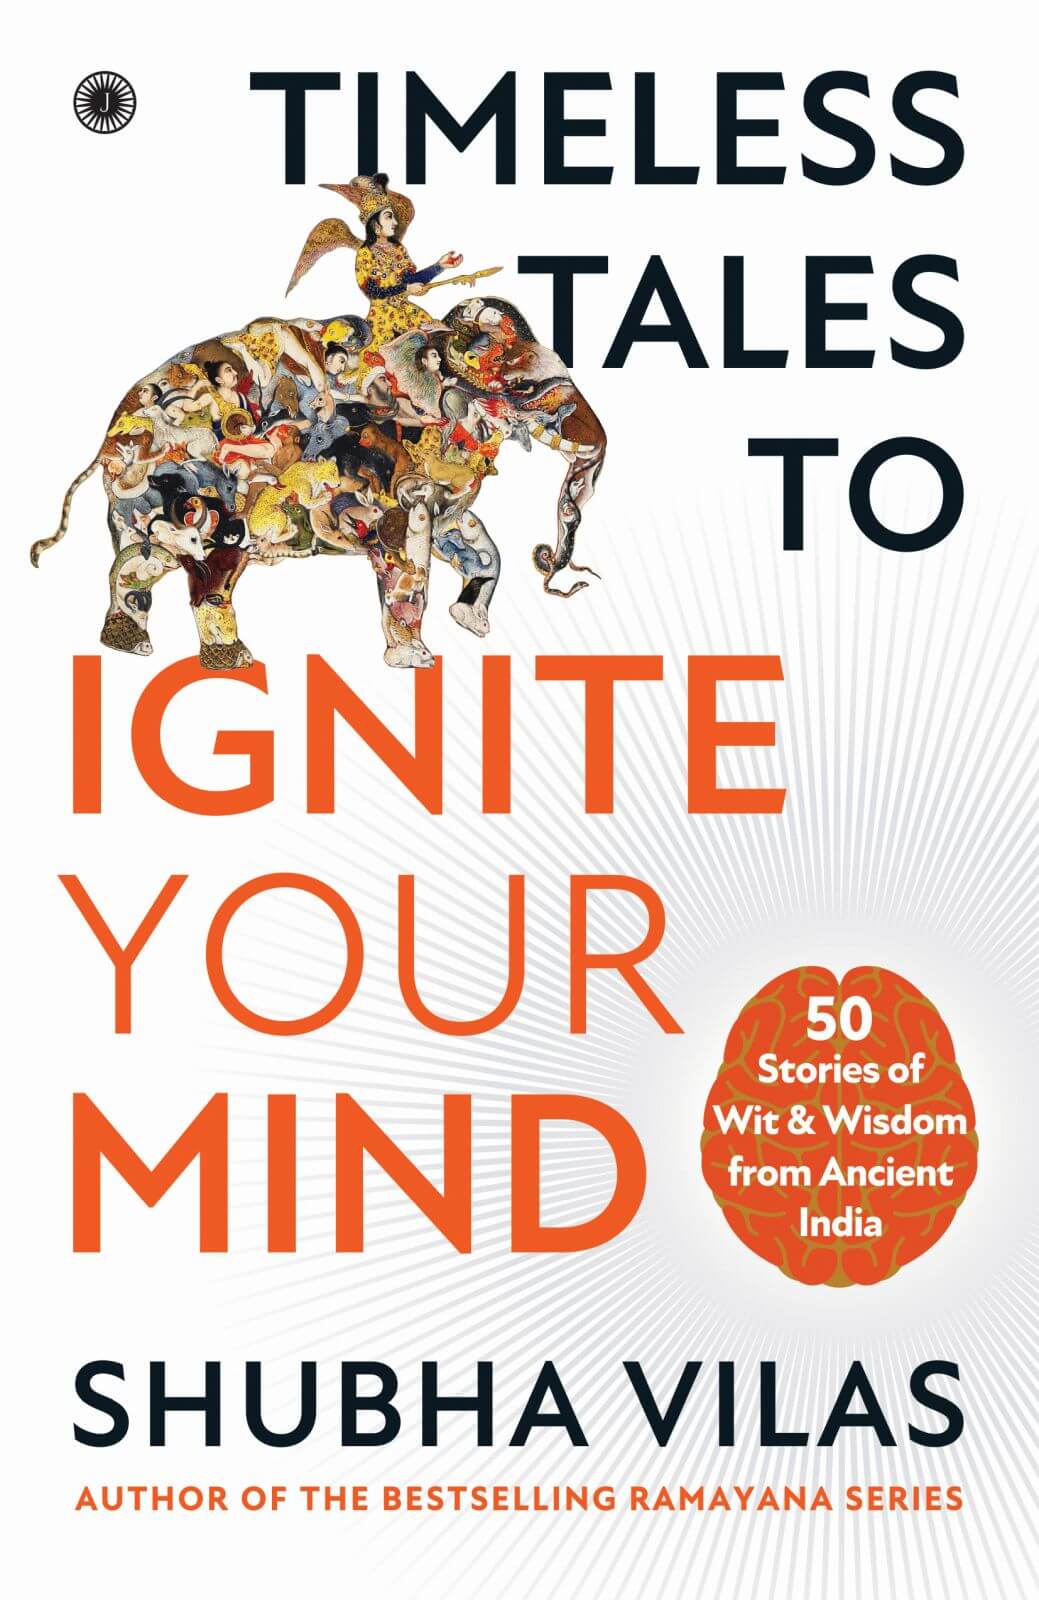 J
TIMELESS
TALES
TO
IGNITE
YOUR
MIND
50
Stories of
Wit & Wisdom
from Ancient
India
SHUBHA VILAS
AUTHOR OF THE BESTSELLING RAMAYANA SERIES